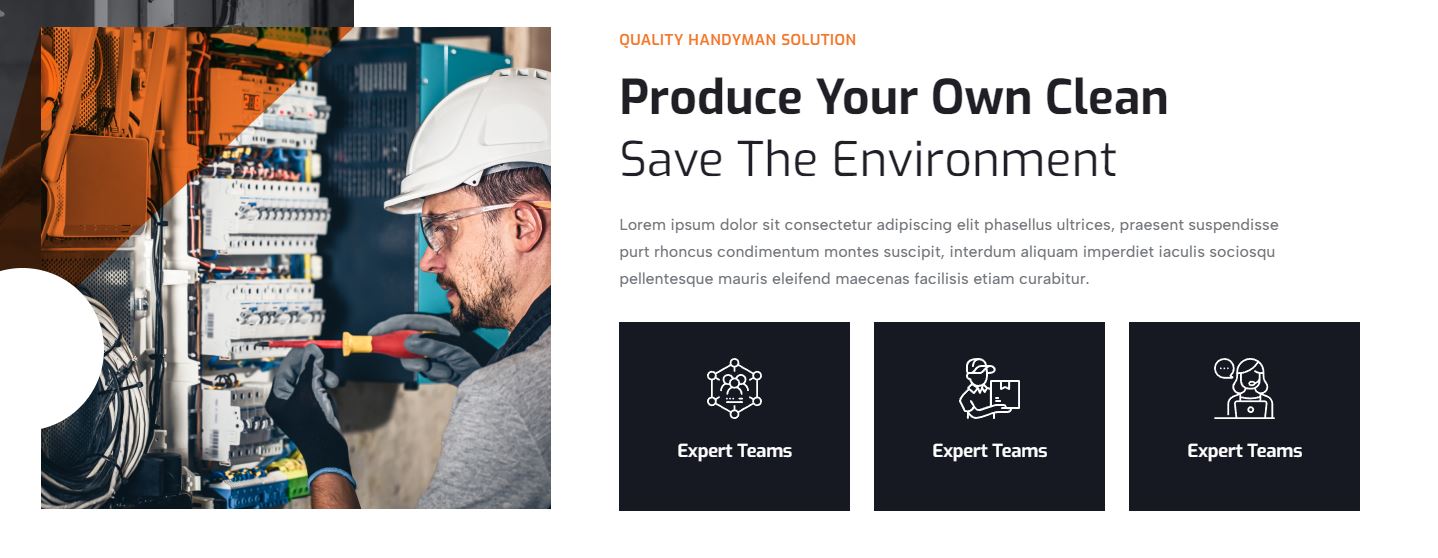 QUALITY HANDYMAN SOLUTION
Produce Your Own Clean
Save The Environment
Lorem ipsum dolor sit consectetur adipiscing elit phasellus ultrices, praesent suspendisse
purt rhoncus condimentum montes suscipit, interdum aliquam imperdiet iaculis sociosqu
pellentesque mauris eleifend maecenas facilisis etiam curabitur.
Expert Teams
Expert Teams
Expert Teams